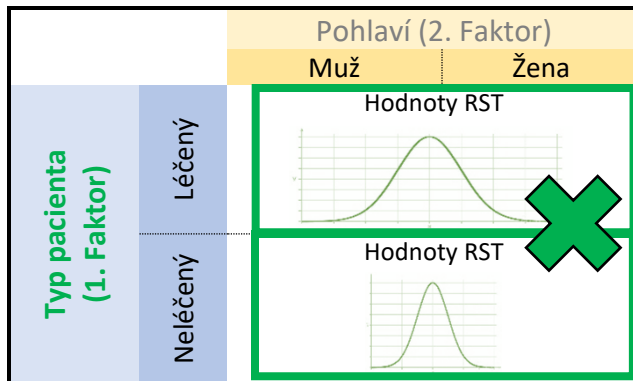 Pohlaví (2. Faktor)
Muž
Žena
Typ pacienta
(1. Faktor)
Léčený
Hodnoty RST
Neléčený
Hodnoty RST